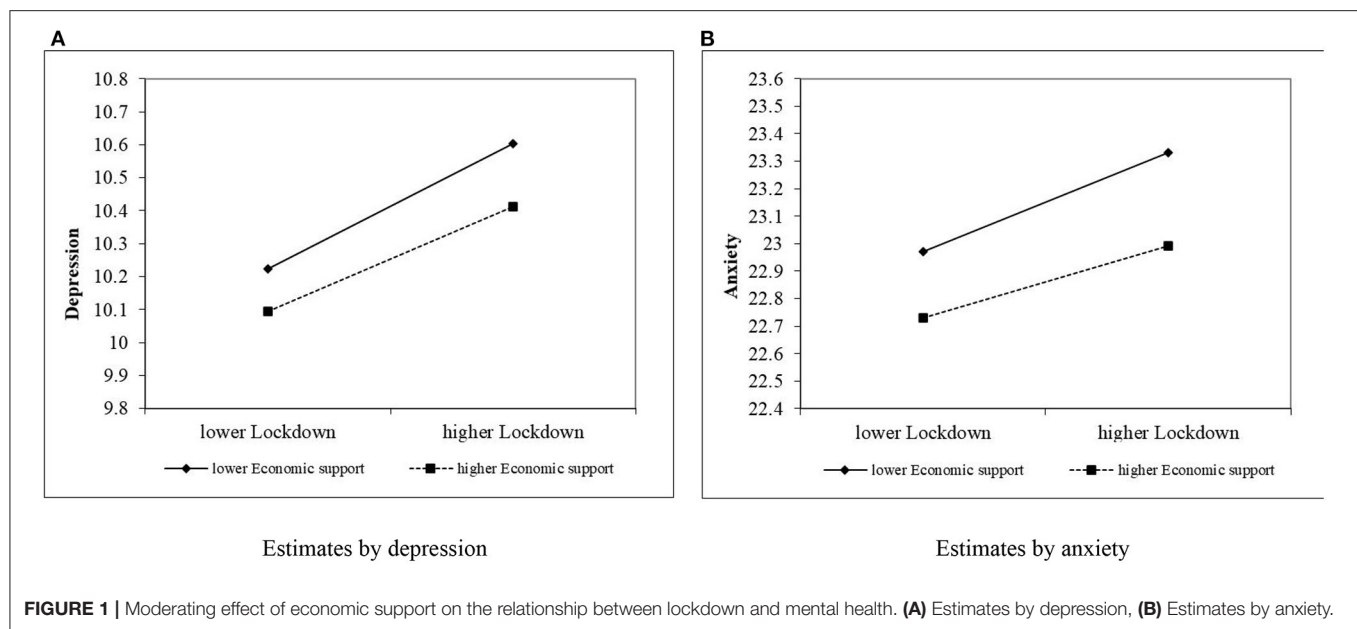 A
10.8
10.7
10.6
10.5
10.4
10.3
10.2
10.1
10
9.9
9.8
Depression
lower Lockdown higher Lockdown
lower Economic support higher Economic support
Estimates by depression
B
23.6
23.5
23.4
23.3
23.2
23.1
23
22.9
22.8
22.7
22.6
22.5
22.4
Anxiety
lower Lockdown higher Lockdown
lower Economic support higher Economic support
Estimates by anxiety
FIGURE 1 | Moderating effect of economic support on the relationship between lockdown and mental health. (A) Estimates by depression, (B) Estimates by anxiety.